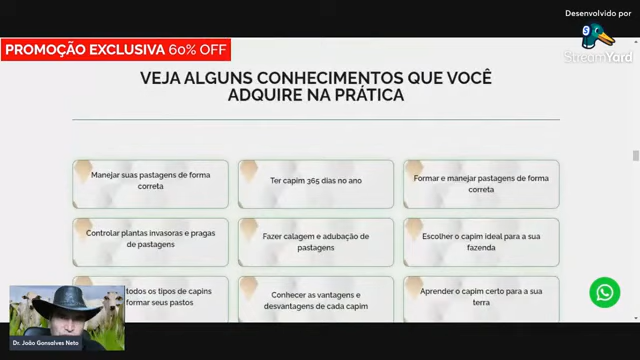 Desenvolvido por
StreamYard
PROMOÇÃO EXCLUSIVA 60% OFF
VEJA ALGUNS CONHECIMENTOS QUE VOCÊ
ADQUIRE NA PRÁTICA
Manejar suas pastagens de forma
correta
Ter capim 365 dias no ano
Formar e manejar pastagens de forma
correta
Controlar plantas invasoras e pragas
de pastagens
Fazer calagem e adubação de
pastagens
Escolher o capim ideal para a sua
fazenda
todos os tipos de capins
formar seus pastos
Conhecer as vantagens e
desvantagens de cada capim
Aprender o capim certo para a sua
terra
Dr. João Gonsalves Neto